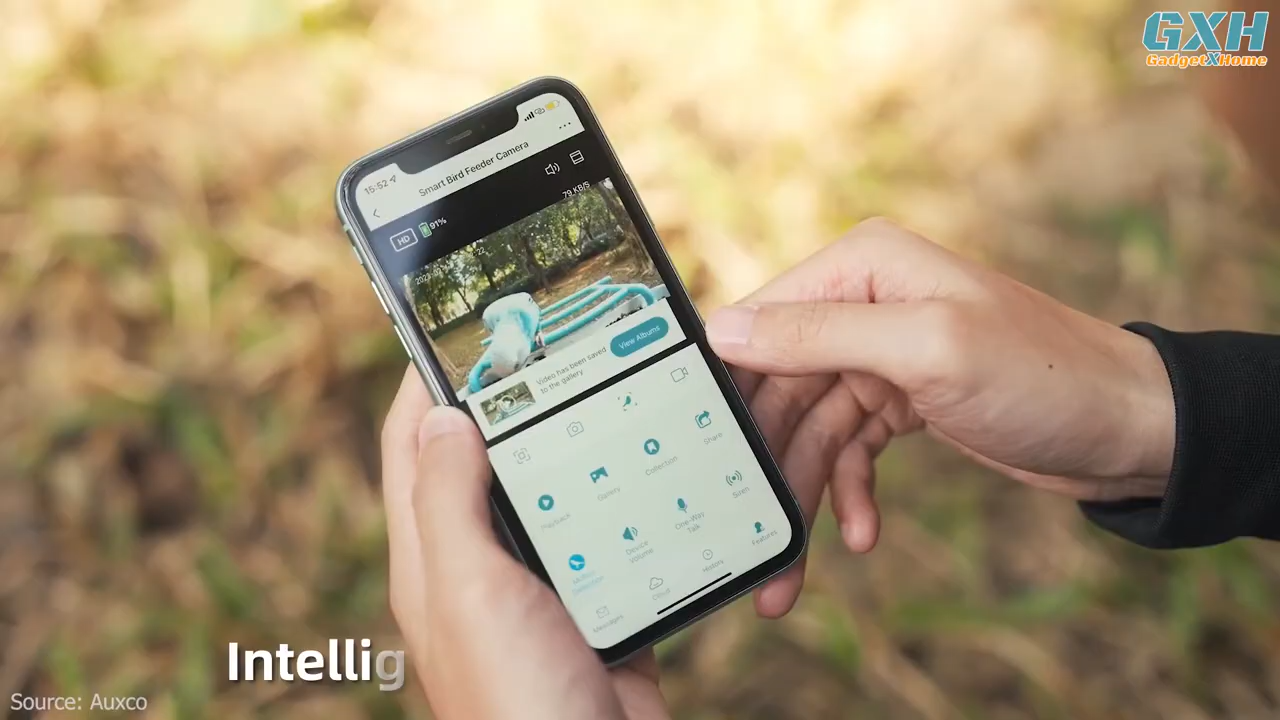 GXH
GadgetXHome
15:52
Smart Bird Feeder Camera
HD
91%
79 KB/S
Video has been saved
to the gallery
View Albums
Playback
Gallery
Collection
Share
Motion
Detection
Device
Volume
One-Way
Talk
Siren
Messages
Cloud
History
Features
Intellig
Source: Auxco